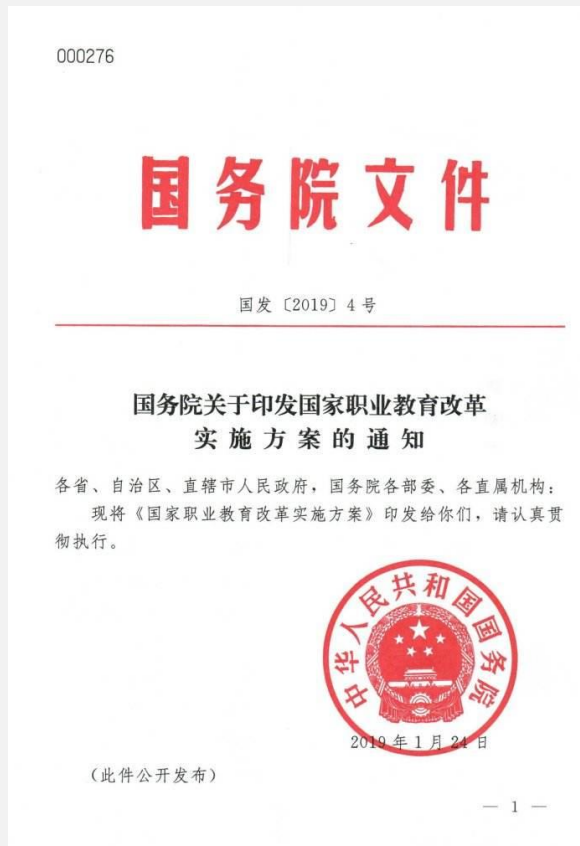 000276
国务院文件
国发〔2019〕4号
国务院关于印发国家职业教育改革
实施方案的通知
各省、自治区、直辖市人民政府，国务院各部委、各直属机构：
现将《国家职业教育改革实施方案》印发给你们，请认真贯
彻执行。
中华人民共和国国务院
2019年1月24日
（此件公开发布）
— 1 —